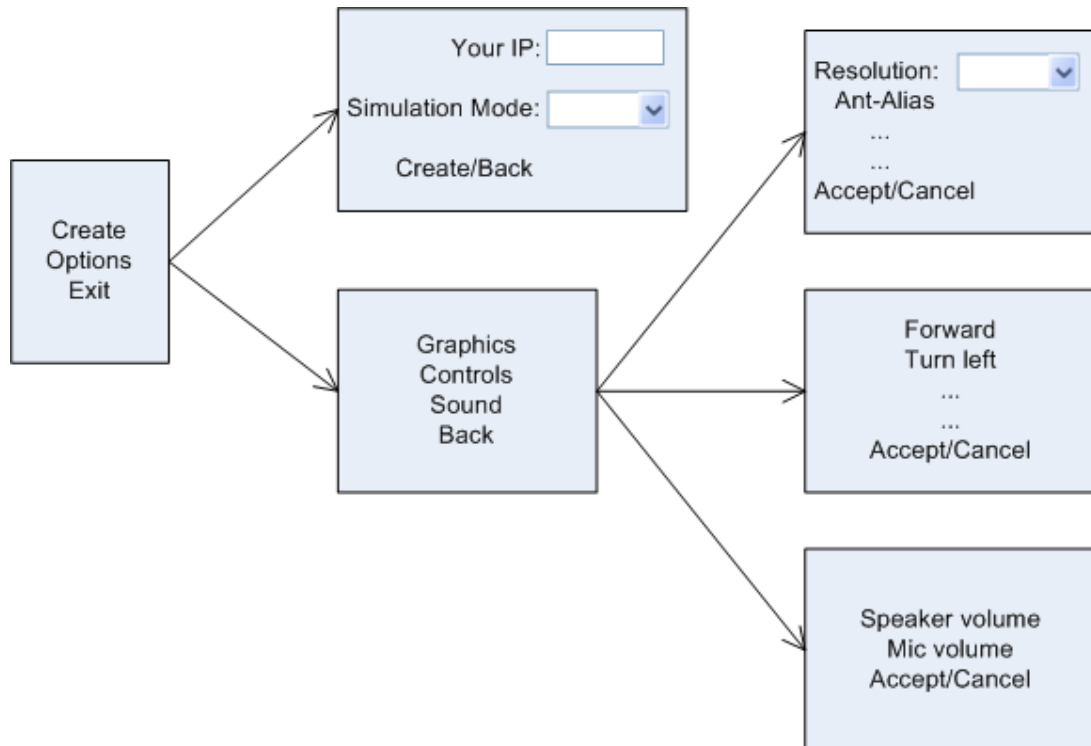 Create
Options
Exit
Your IP:
Simulation Mode:
Create/Back
Graphics
Controls
Sound
Back
Resolution:
Ant-Alias
...
...
Accept/Cancel
Forward
Turn left
...
...
Accept/Cancel
Speaker volume
Mic volume
Accept/Cancel